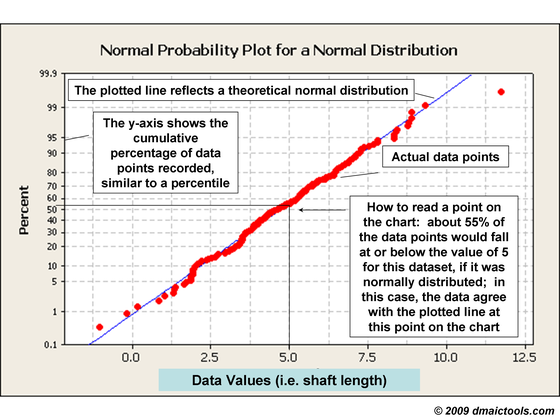 Normal Probability Plot for a Normal Distribution
99.9
The plotted line reflects a theoretical normal distribution
99
The y-axis shows the
cumulative
percentage of data
points recorded,
similar to a percentile
95
90
Actual data points
80
70
60
50
40
30
20
10
5
1
0.1
Percent
How to read a point on
the chart:  about 55% of
the data points would fall
at or below the value of 5
for this dataset, if it was
normally distributed;  in
this case, the data agree
with the plotted line at
this point on the chart
0.0
2.5
5.0
7.5
10.0
12.5
Data Values (i.e. shaft length)
© 2009 dmaictools.com